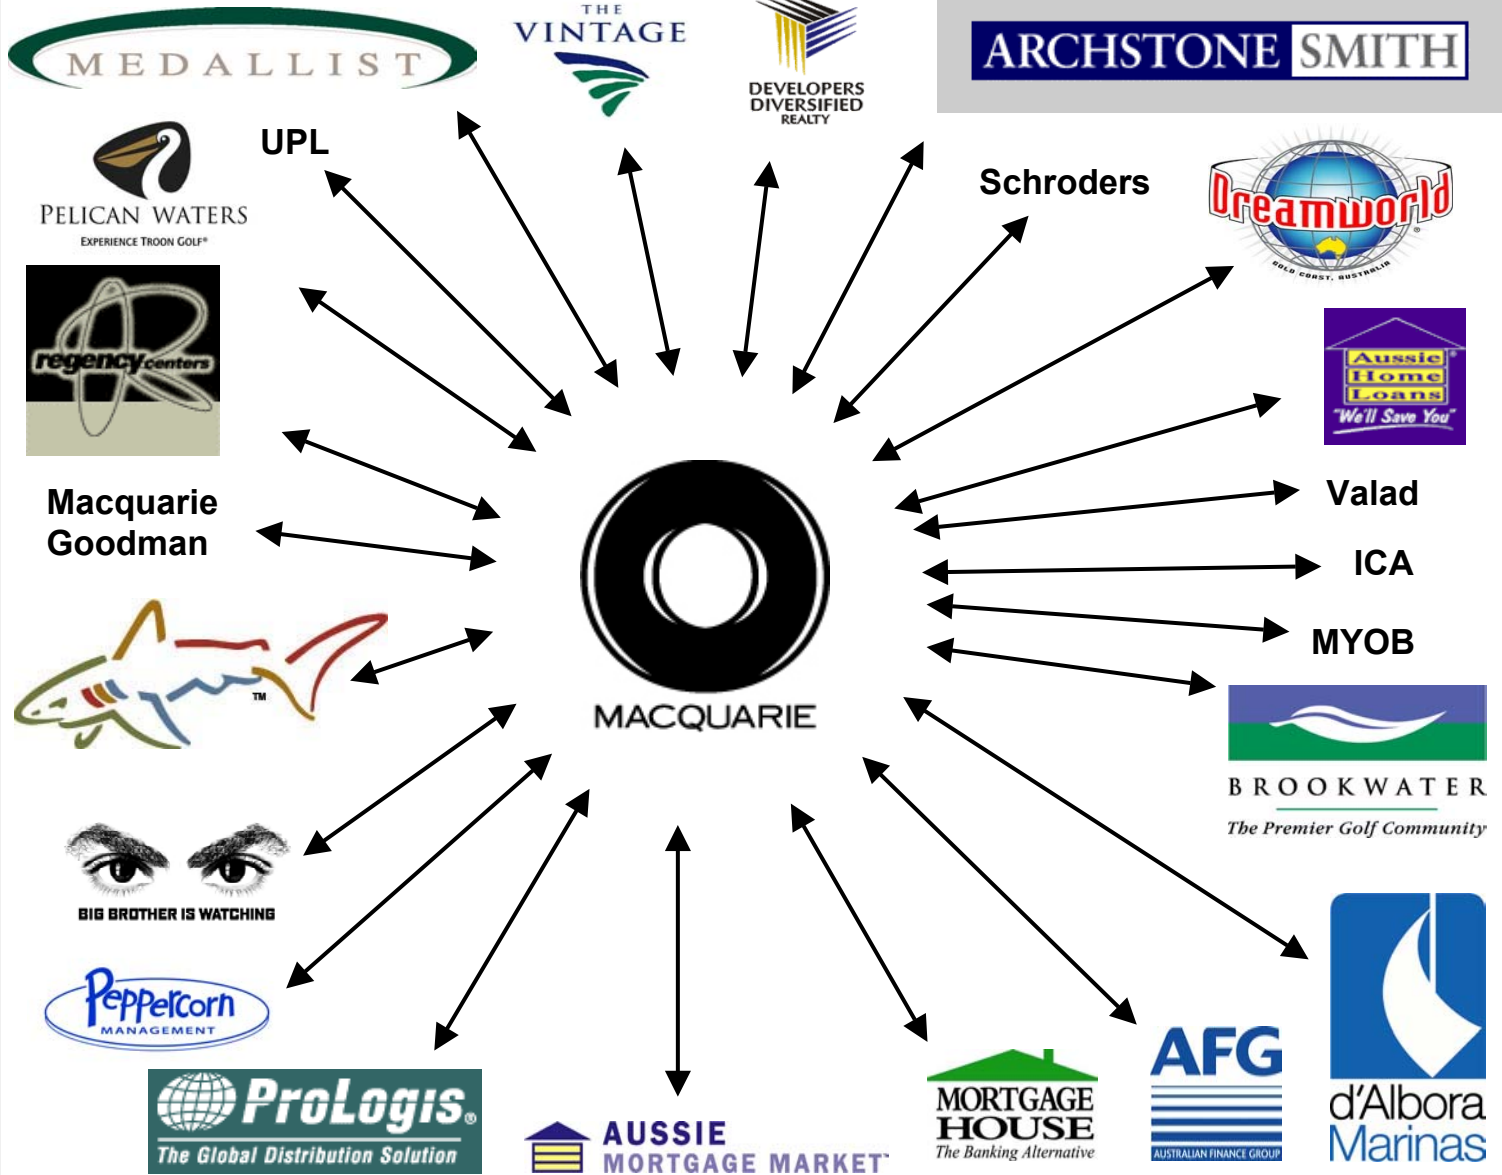 MEDALLIST
THE
VINTAGE
DEVELOPERS
DIVERSIFIED
REALTY
ARCHSTONE SMITH
UPL
PELICAN WATERS
EXPERIENCE TROON GOLF®
Schroders
Dreamworld®
GOLD COAST, AUSTRALIA
regency centers
Aussie®
Home
Loans
"We'll Save You"
Macquarie
Goodman
Valad
ICA
MYOB
TM
MACQUARIE
BROOKWATER
The Premier Golf Community
BIG BROTHER IS WATCHING
Peppercorn
MANAGEMENT
ProLogis®
The Global Distribution Solution
AUSSIE
MORTGAGE MARKET
MORTGAGE
HOUSE
The Banking Alternative
AFG
AUSTRALIAN FINANCE GROUP
d'Albora
Marinas